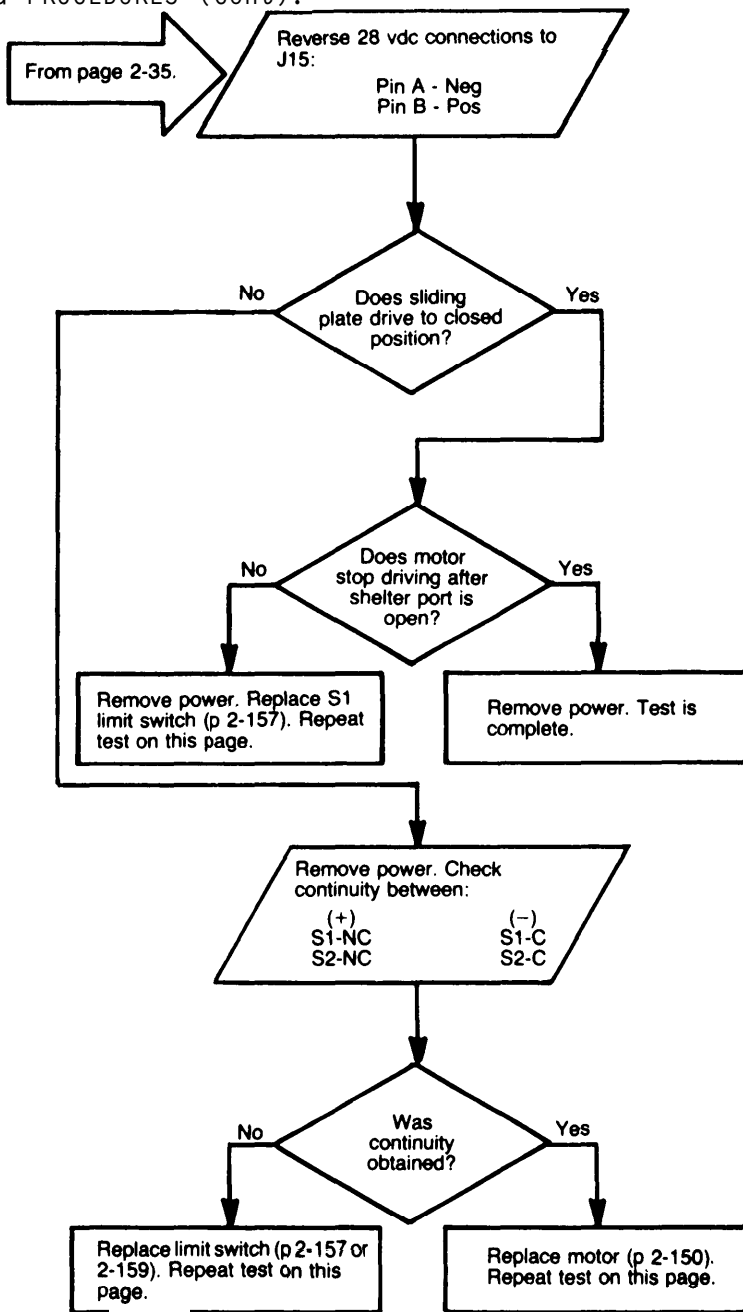 PROCEDURES (CONT).
From page 2-35.
Reverse 28 vdc connections to
J15:
Pin A - Neg
Pin B - Pos
No
Does sliding
plate drive to closed
position?
Yes
No
Does motor
stop driving after
shelter port is
open?
Yes
Remove power. Replace S1
limit switch (p 2-157). Repeat
test on this page.
Remove power. Test is
complete.
Remove power. Check
continuity between:
(+) (−)
S1-NC S1-C
S2-NC S2-C
No
Was
continuity
obtained?
Yes
Replace limit switch (p 2-157 or
2-159). Repeat test on this
page.
Replace motor (p 2-150).
Repeat test on this page.